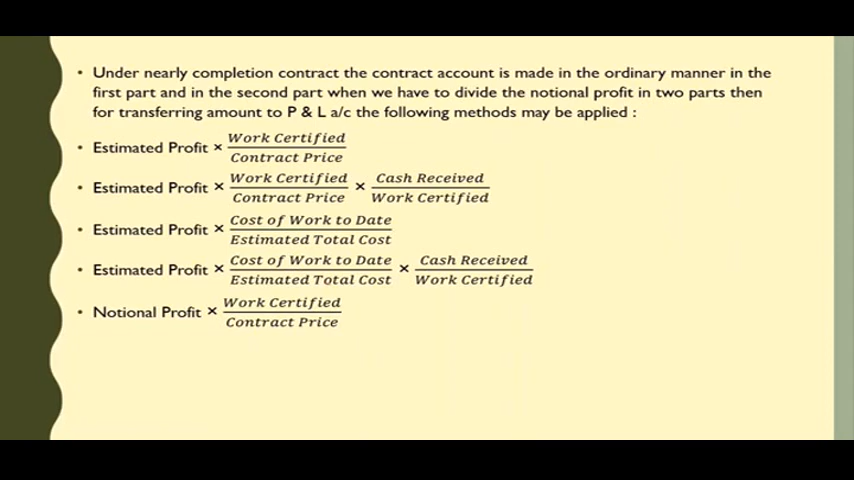 • Under nearly completion contract the contract account is made in the ordinary manner in the
first part and in the second part when we have to divide the notional profit in two parts then
for transferring amount to P & L a/c the following methods may be applied :
• Estimated Profit × Work Certified / Contract Price
• Estimated Profit × Work Certified / Contract Price × Cash Received / Work Certified
• Estimated Profit × Cost of Work to Date / Estimated Total Cost
• Estimated Profit × Cost of Work to Date / Estimated Total Cost × Cash Received / Work Certified
• Notional Profit × Work Certified / Contract Price